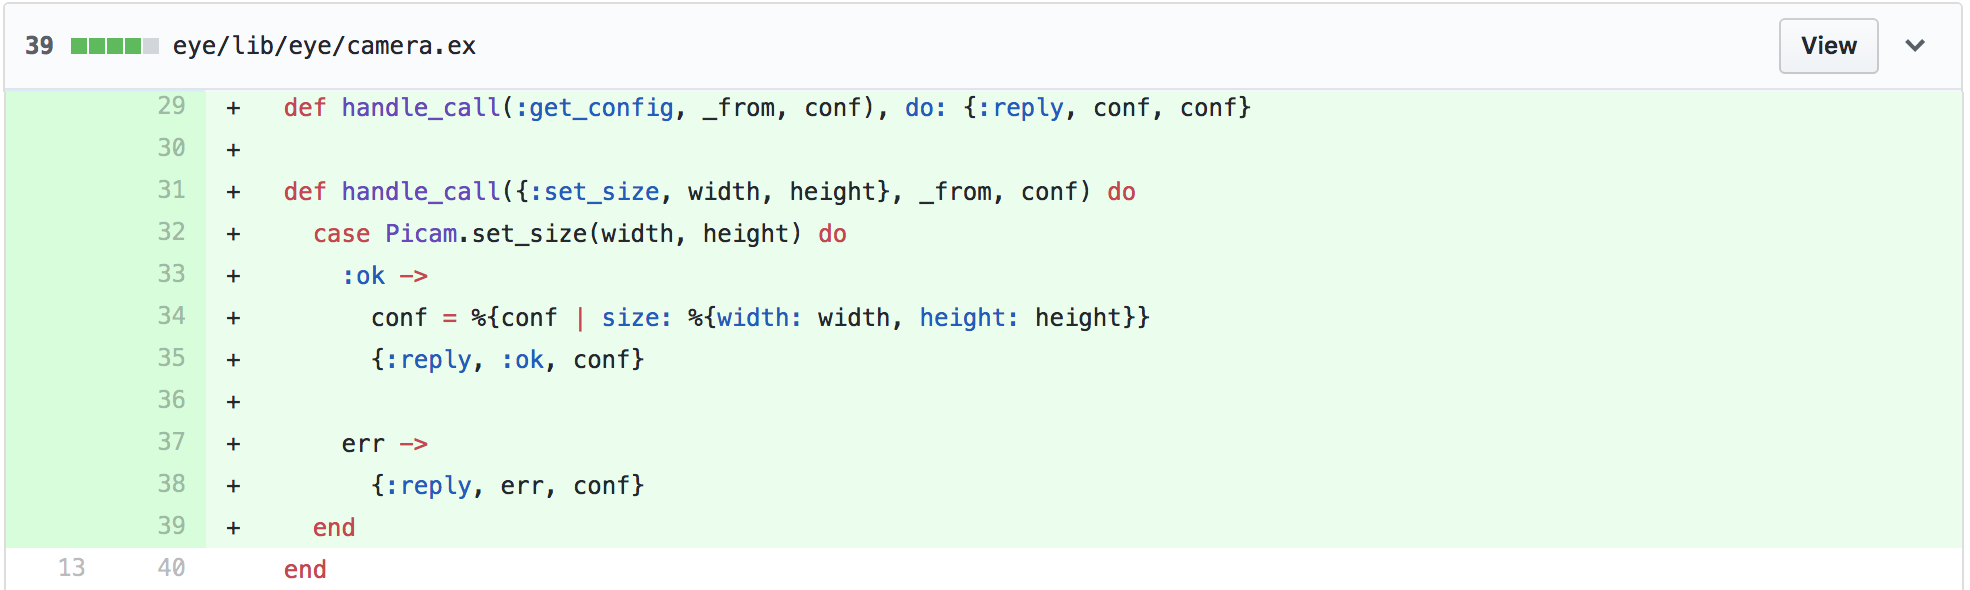 39 eye/lib/eye/camera.ex View
29 + def handle_call(:get_config, _from, conf), do: {:reply, conf, conf}
30 +
31 + def handle_call({:set_size, width, height}, _from, conf) do
32 + case Picam.set_size(width, height) do
33 + :ok ->
34 + conf = %{conf | size: %{width: width, height: height}}
35 + {:reply, :ok, conf}
36 +
37 + err ->
38 + {:reply, err, conf}
39 + end
13 40 end